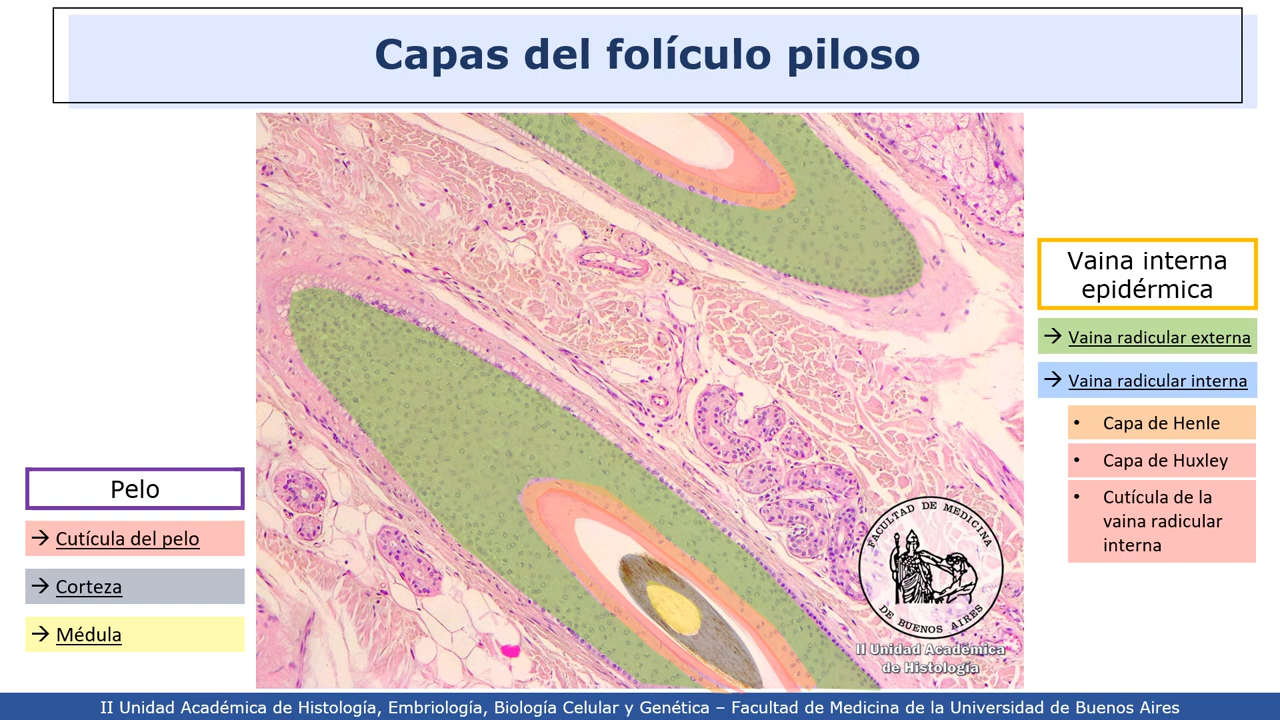 Capas del folículo piloso
Vaina interna
epidérmica
→ Vaina radicular externa
→ Vaina radicular interna
• Capa de Henle
• Capa de Huxley
• Cutícula de la
vaina radicular
interna
Pelo
→ Cutícula del pelo
→ Corteza
→ Médula
FACULTAD DE MEDICINA
DE BUENOS AIRES
II Unidad Académica
de Histología
II Unidad Académica de Histología, Embriología, Biología Celular y Genética – Facultad de Medicina de la Universidad de Buenos Aires